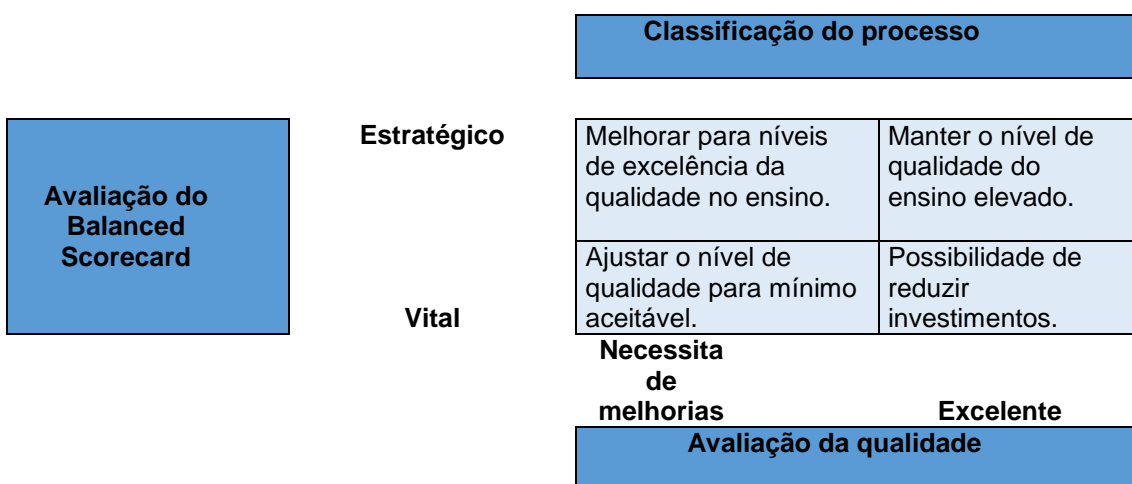 Classificação do processo
Avaliação do
Balanced
Scorecard
Estratégico
Vital
Melhorar para níveis
de excelência da
qualidade no ensino.
Manter o nível de
qualidade do
ensino elevado.
Ajustar o nível de
qualidade para mínimo
aceitável.
Possibilidade de
reduzir
investimentos.
Necessita
de
melhorias
Excelente
Avaliação da qualidade